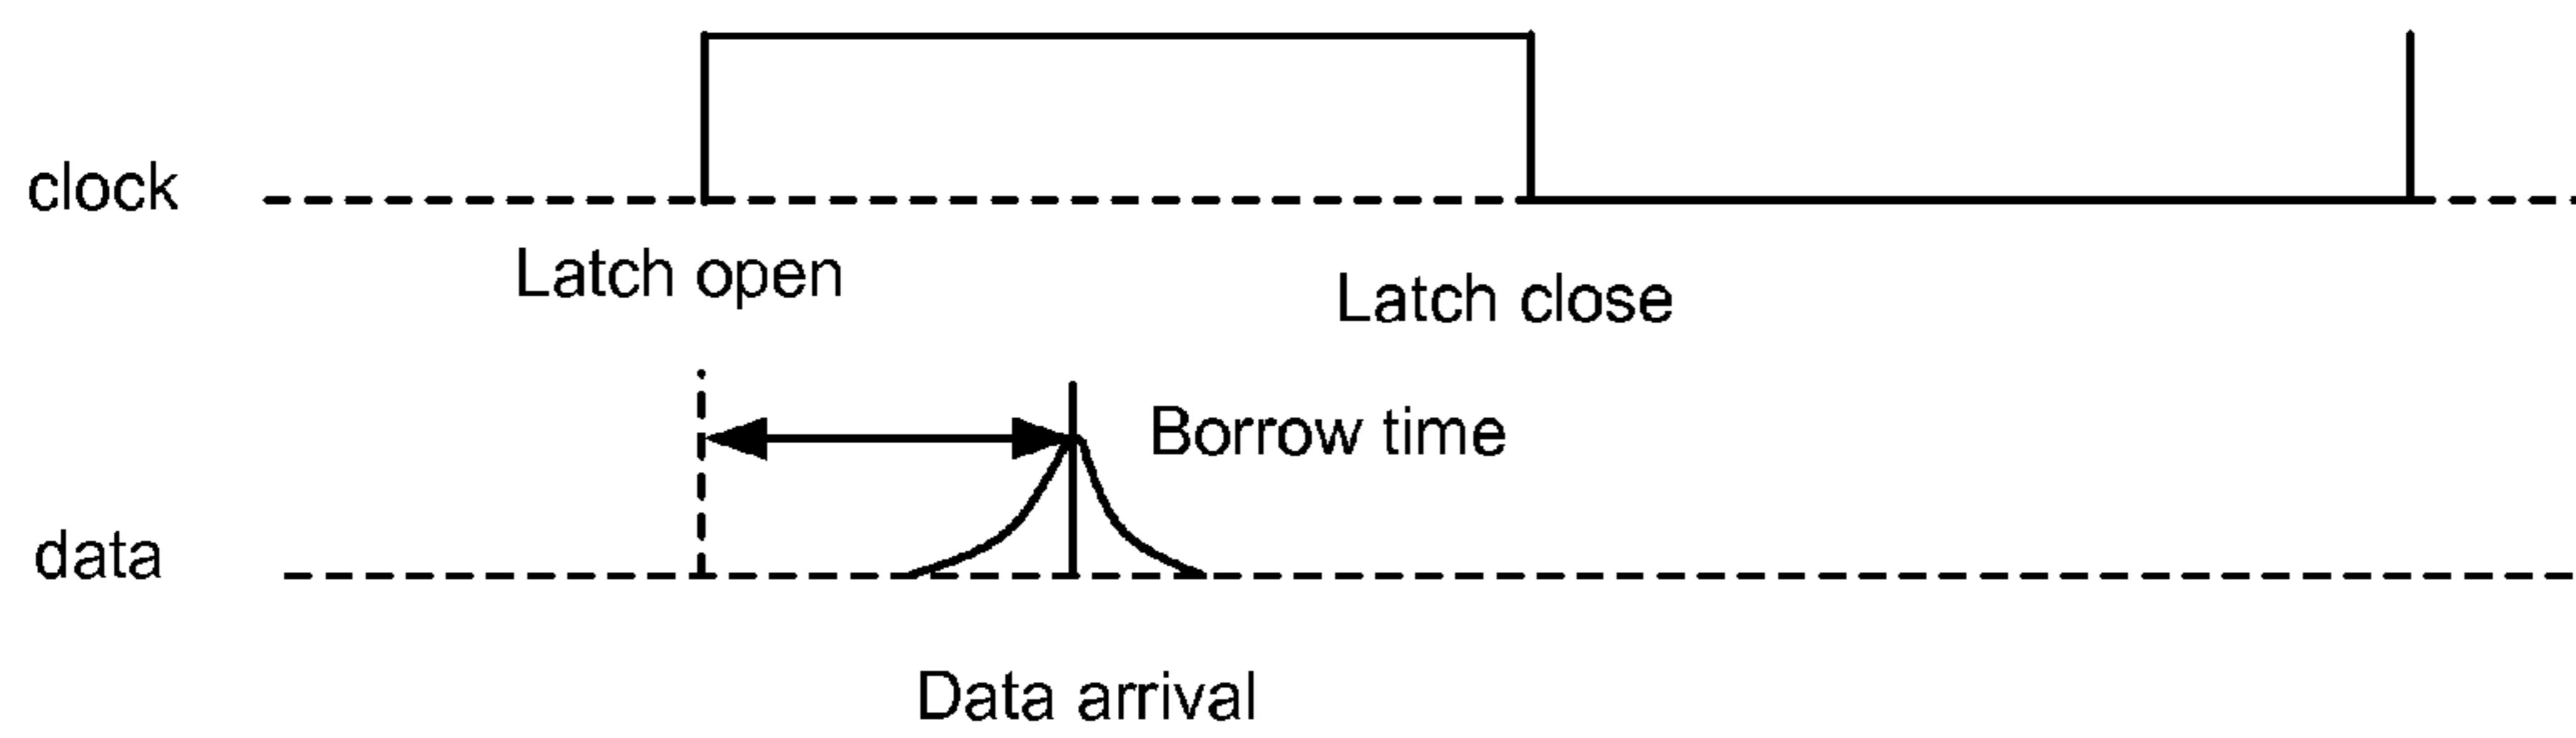 clock
Latch open
Latch close
Borrow time
data
Data arrival